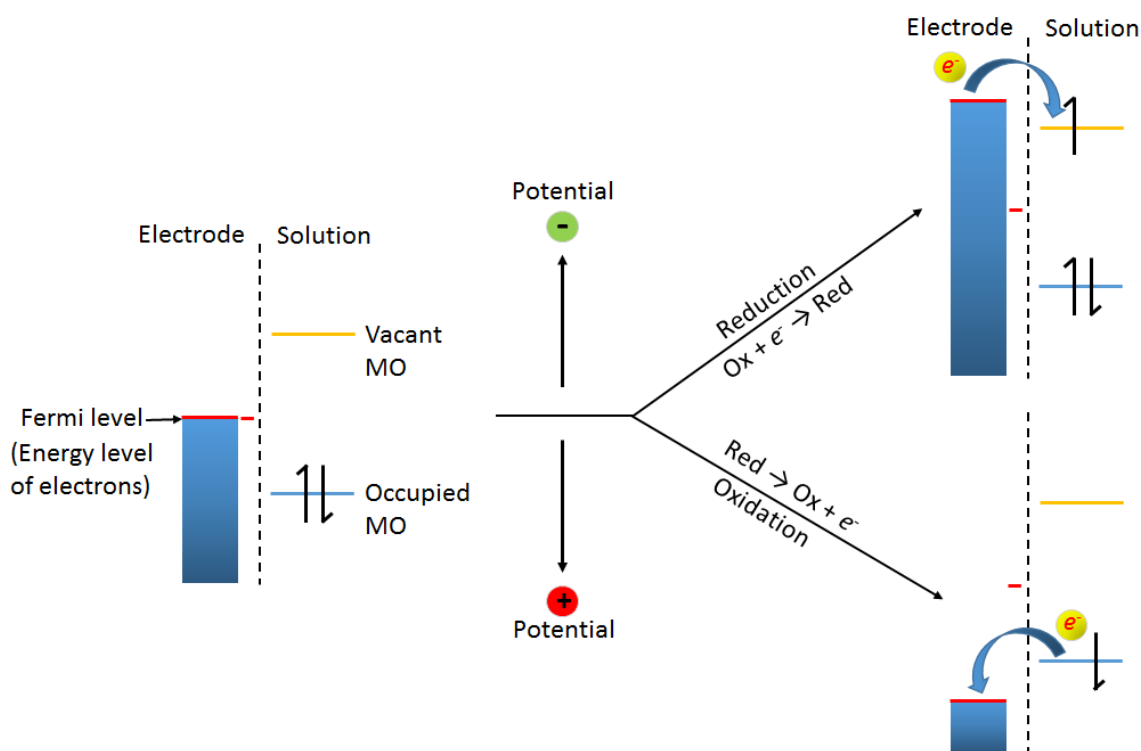 Electrode
Solution
Vacant
MO
Fermi level
(Energy level
of electrons)
Occupied
MO
Potential
-
+
Potential
Reduction
Ox + e⁻ → Red
Red → Ox + e⁻
Oxidation
Electrode
Solution
e⁻
e⁻